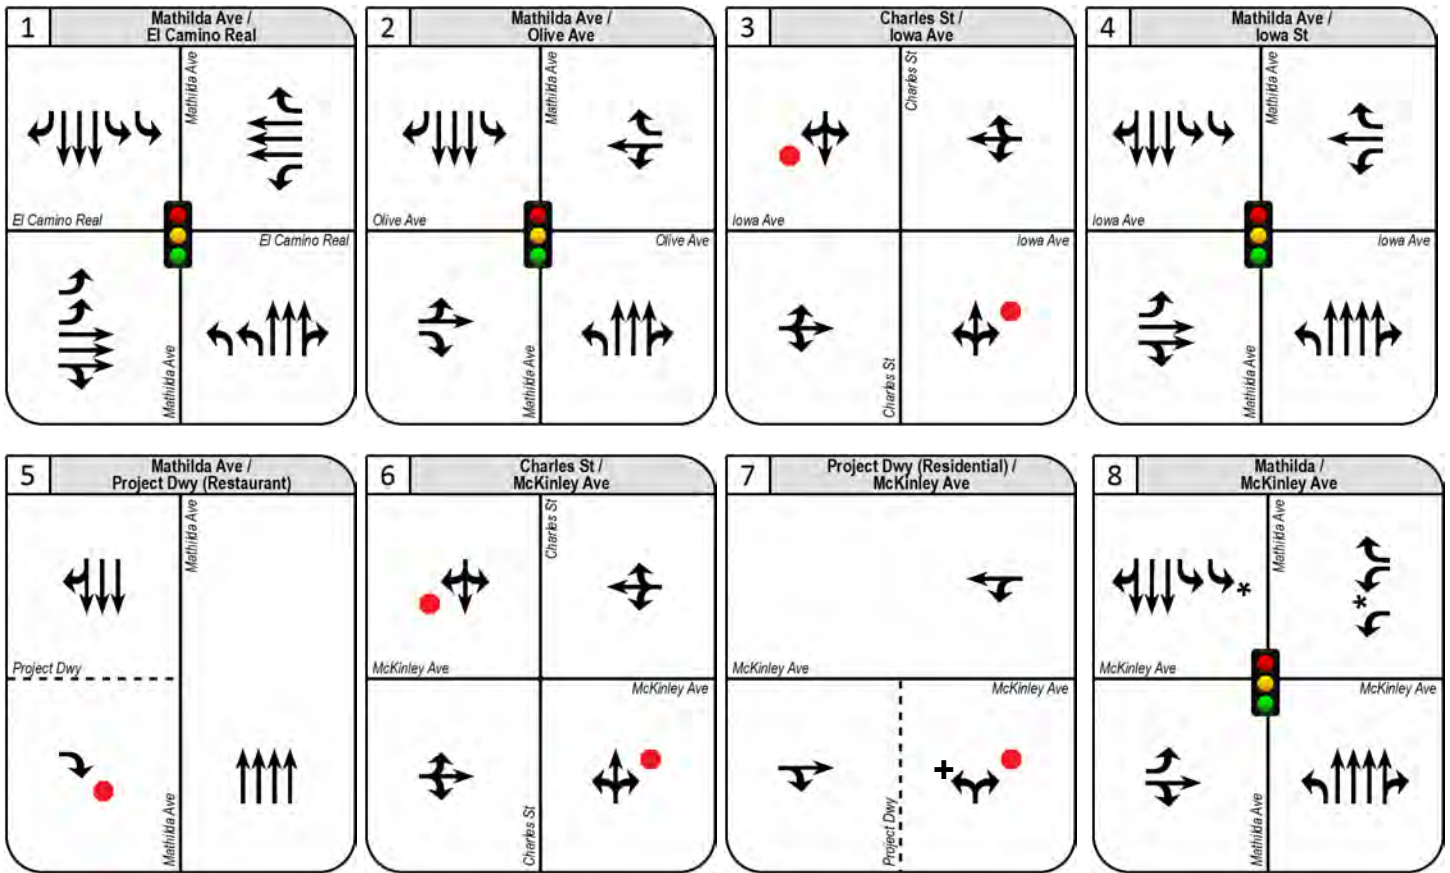 1
Mathilda Ave /
El Camino Real
Mathilda Ave
El Camino Real
El Camino Real
Mathilda Ave
2
Mathilda Ave /
Olive Ave
Mathilda Ave
Olive Ave
Olive Ave
Mathilda Ave
3
Charles St /
Iowa Ave
Charles St
Iowa Ave
Iowa Ave
Charles St
4
Mathilda Ave /
Iowa St
Mathilda Ave
Iowa Ave
Iowa Ave
Mathilda Ave
5
Mathilda Ave /
Project Dwy (Restaurant)
Mathilda Ave
Project Dwy
Mathilda Ave
6
Charles St /
McKinley Ave
Charles St
McKinley Ave
McKinley Ave
Charles St
7
Project Dwy (Residential) /
McKinley Ave
McKinley Ave
McKinley Ave
+
Project Dwy
8
Mathilda /
McKinley Ave
Mathilda Ave
*
*
McKinley Ave
McKinley Ave
Mathilda Ave